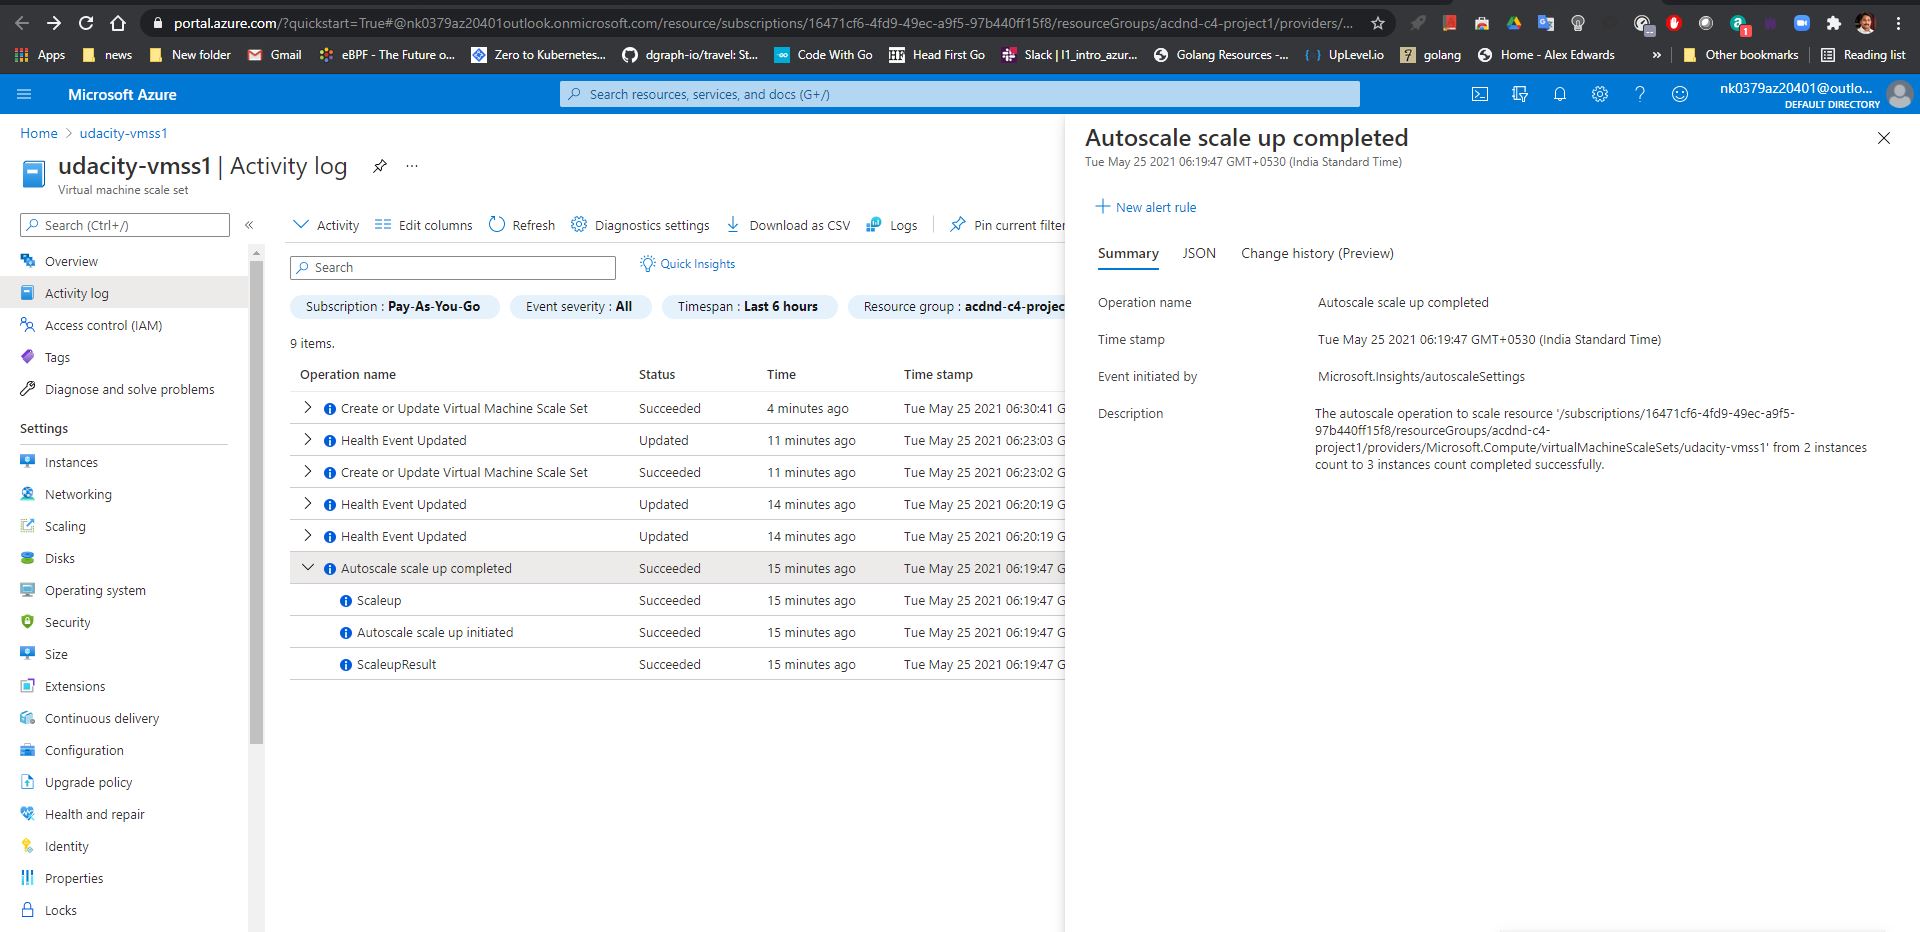 portal.azure.com/?quickstart=True#@nk0379az20401outlook.onmicrosoft.com/resource/subscriptions/16471cf6-4fd9-49ec-a9f5-97b440ff15f8/resourceGroups/acdnd-c4-project1/providers/...
Apps news New folder Gmail eBPF - The Future o... Zero to Kubernetes... dgraph-io/travel: St... Code With Go Head First Go Slack | l1_intro_azur... Golang Resources -... UpLevel.io golang Home - Alex Edwards » Other bookmarks Reading list
Microsoft Azure
Search resources, services, and docs (G+/)
nk0379az20401@outlo...
DEFAULT DIRECTORY
Home > udacity-vmss1
udacity-vmss1 | Activity log
Virtual machine scale set
Search (Ctrl+/)
Overview
Activity log
Access control (IAM)
Tags
Diagnose and solve problems
Settings
Instances
Networking
Scaling
Disks
Operating system
Security
Size
Extensions
Continuous delivery
Configuration
Upgrade policy
Health and repair
Identity
Properties
Locks
Activity Edit columns Refresh Diagnostics settings Download as CSV Logs Pin current filter
Search
Quick Insights
Subscription : Pay-As-You-Go Event severity : All Timespan : Last 6 hours Resource group : acdnd-c4-projec
9 items.
Operation name Status Time Time stamp
Create or Update Virtual Machine Scale Set Succeeded 4 minutes ago Tue May 25 2021 06:30:41 G
Health Event Updated Updated 11 minutes ago Tue May 25 2021 06:23:03 G
Create or Update Virtual Machine Scale Set Succeeded 11 minutes ago Tue May 25 2021 06:23:02 G
Health Event Updated Updated 14 minutes ago Tue May 25 2021 06:20:19 G
Health Event Updated Updated 14 minutes ago Tue May 25 2021 06:20:19 G
Autoscale scale up completed Succeeded 15 minutes ago Tue May 25 2021 06:19:47 G
Scaleup Succeeded 15 minutes ago Tue May 25 2021 06:19:47 G
Autoscale scale up initiated Succeeded 15 minutes ago Tue May 25 2021 06:19:47 G
ScaleupResult Succeeded 15 minutes ago Tue May 25 2021 06:19:47 G
Autoscale scale up completed
Tue May 25 2021 06:19:47 GMT+0530 (India Standard Time)
New alert rule
Summary JSON Change history (Preview)
Operation name Autoscale scale up completed
Time stamp Tue May 25 2021 06:19:47 GMT+0530 (India Standard Time)
Event initiated by Microsoft.Insights/autoscaleSettings
Description The autoscale operation to scale resource '/subscriptions/16471cf6-4fd9-49ec-a9f5-
97b440ff15f8/resourceGroups/acdnd-c4-
project1/providers/Microsoft.Compute/virtualMachineScaleSets/udacity-vmss1' from 2 instances
count to 3 instances count completed successfully.